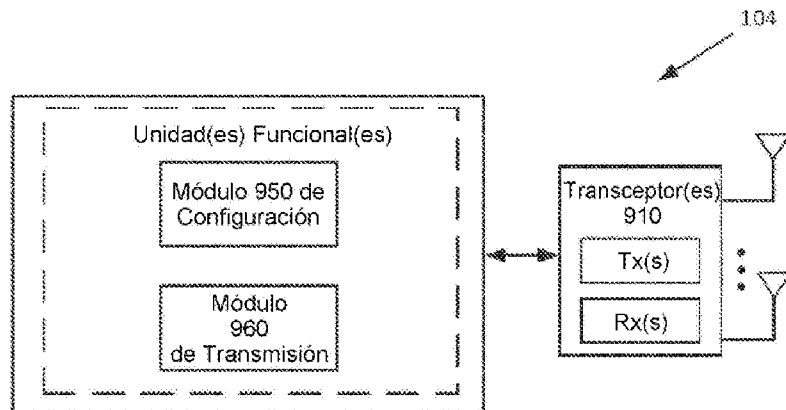 104
Unidad(es) Funcional(es)
Módulo 950 de
Configuración
Módulo
960
de Transmisión
Transceptor(es)
910
Tx(s)
Rx(s)